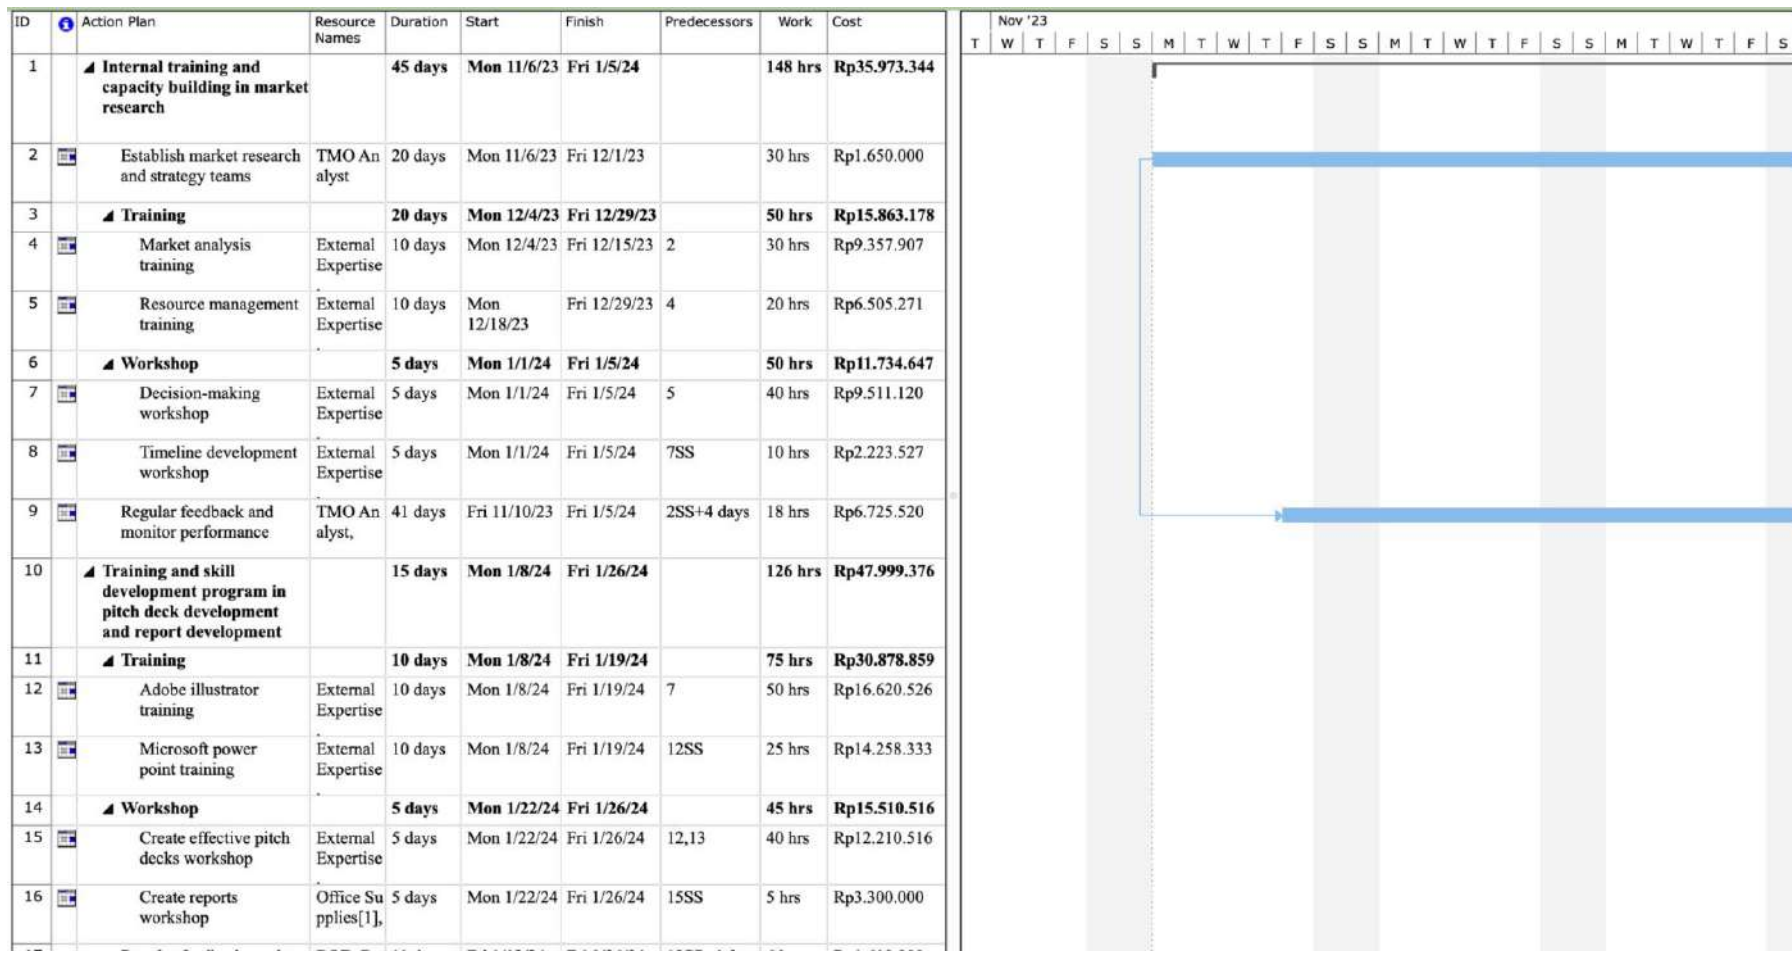 ID Action Plan Resource Names Duration Start Finish Predecessors Work Cost
Nov '23
T W T F S S M T W T F S S M T W T F S S M T W T F S
1 Internal training and capacity building in market research 45 days Mon 11/6/23 Fri 1/5/24 148 hrs Rp35.973.344
2 Establish market research and strategy teams TMO Analyst 20 days Mon 11/6/23 Fri 12/1/23 30 hrs Rp1.650.000
3 Training 20 days Mon 12/4/23 Fri 12/29/23 50 hrs Rp15.863.178
4 Market analysis training External Expertise 10 days Mon 12/4/23 Fri 12/15/23 2 30 hrs Rp9.357.907
5 Resource management training External Expertise 10 days Mon 12/18/23 Fri 12/29/23 4 20 hrs Rp6.505.271
6 Workshop 5 days Mon 1/1/24 Fri 1/5/24 50 hrs Rp11.734.647
7 Decision-making workshop External Expertise 5 days Mon 1/1/24 Fri 1/5/24 5 40 hrs Rp9.511.120
8 Timeline development workshop External Expertise 5 days Mon 1/1/24 Fri 1/5/24 7SS 10 hrs Rp2.223.527
9 Regular feedback and monitor performance TMO Analyst, 41 days Fri 11/10/23 Fri 1/5/24 2SS+4 days 18 hrs Rp6.725.520
10 Training and skill development program in pitch deck development and report development 15 days Mon 1/8/24 Fri 1/26/24 126 hrs Rp47.999.376
11 Training 10 days Mon 1/8/24 Fri 1/19/24 75 hrs Rp30.878.859
12 Adobe illustrator training External Expertise 10 days Mon 1/8/24 Fri 1/19/24 7 50 hrs Rp16.620.526
13 Microsoft power point training External Expertise 10 days Mon 1/8/24 Fri 1/19/24 12SS 25 hrs Rp14.258.333
14 Workshop 5 days Mon 1/22/24 Fri 1/26/24 45 hrs Rp15.510.516
15 Create effective pitch decks workshop External Expertise 5 days Mon 1/22/24 Fri 1/26/24 12,13 40 hrs Rp12.210.516
16 Create reports workshop Office Supplies[1], 5 days Mon 1/22/24 Fri 1/26/24 15SS 5 hrs Rp3.300.000